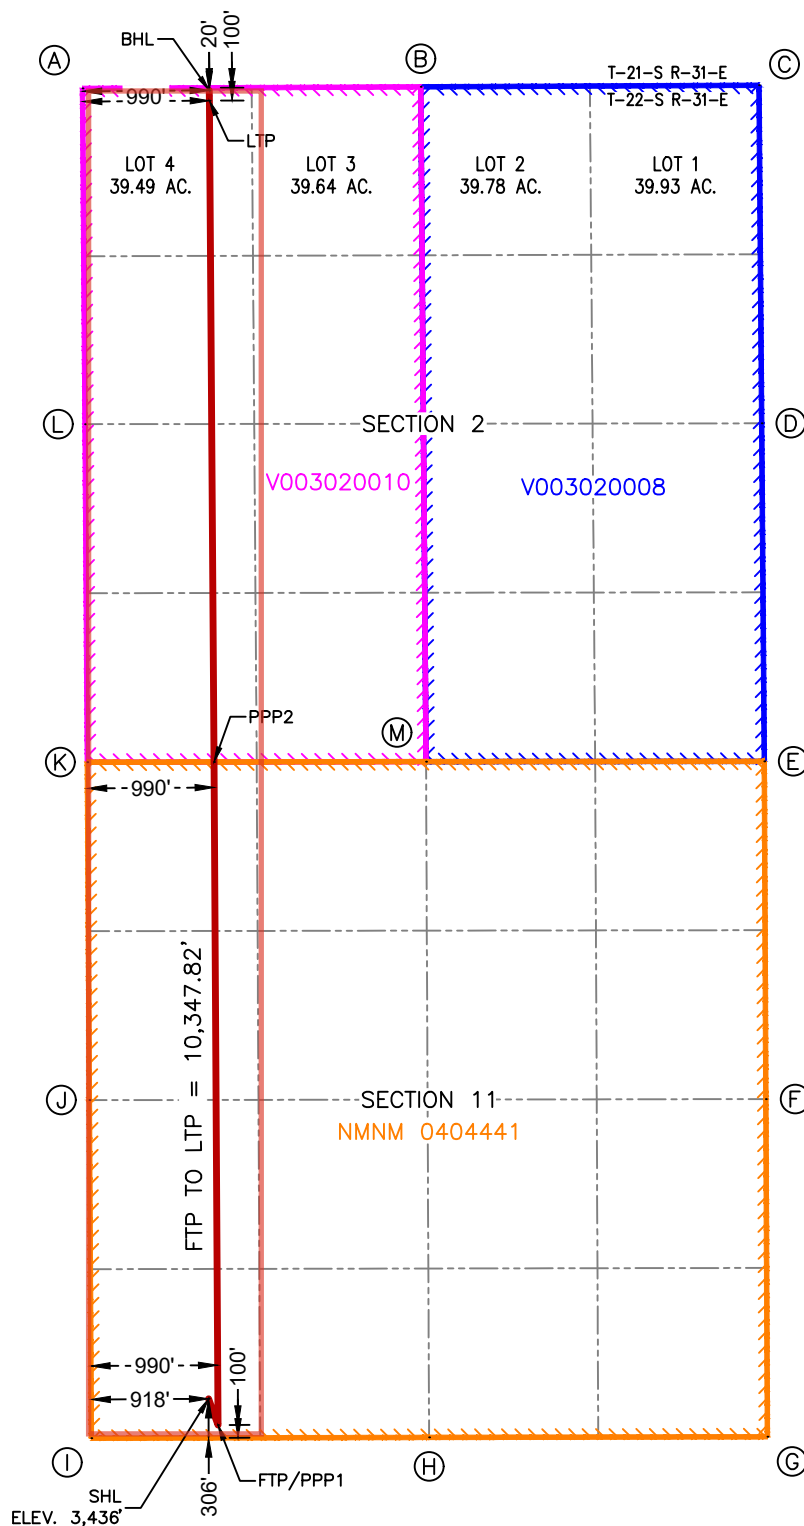 A
BHL
20'
100'
B
C
T-21-S R-31-E
T-22-S R-31-E
990'
LTP
LOT 4
39.49 AC.
LOT 3
39.64 AC.
LOT 2
39.78 AC.
LOT 1
39.93 AC.
L
SECTION 2
D
V003020010
V003020008
PPP2
M
K
E
990'
FTP TO LTP = 10,347.82'
J
SECTION 11
F
NMNM 0404441
990'
100'
918'
I
H
G
306'
FTP/PPP1
SHL
ELEV. 3,436'